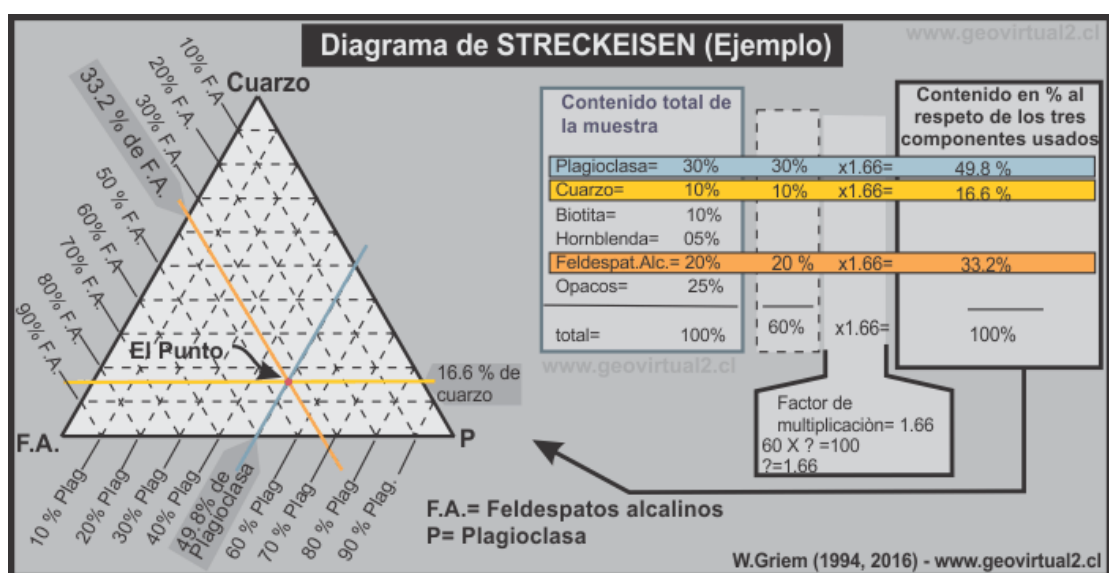 Diagrama de STRECKEISEN (Ejemplo)
www.geovirtual2.cl
Cuarzo
10% F.A.
20% F.A.
30% F.A.
33.2 % de F.A.
50 % F.A.
60% F.A.
70% F.A.
80% F.A.
90% F.A.
El Punto
16.6 % de
cuarzo
F.A.
P
10 % Plag
20% Plag
30% Plag
40% Plag
49.8% de
Plagioclasa
60 % Plag
70 % Plag
80 % Plag
90 % Plag.
Contenido total de
la muestra
Contenido en % al
respeto de los tres
componentes usados
Plagioclasa= 30% 30% x1.66= 49.8 %
Cuarzo= 10% 10% x1.66= 16.6 %
Biotita= 10%
Hornblenda= 05%
Feldespat.Alc.= 20% 20 % x1.66= 33.2%
Opacos= 25%
total= 100% 60% x1.66= 100%
www.geovirtual2.cl
Factor de
multiplicaciòn= 1.66
60 X ? =100
?=1.66
F.A.= Feldespatos alcalinos
P= Plagioclasa
W.Griem (1994, 2016) - www.geovirtual2.cl